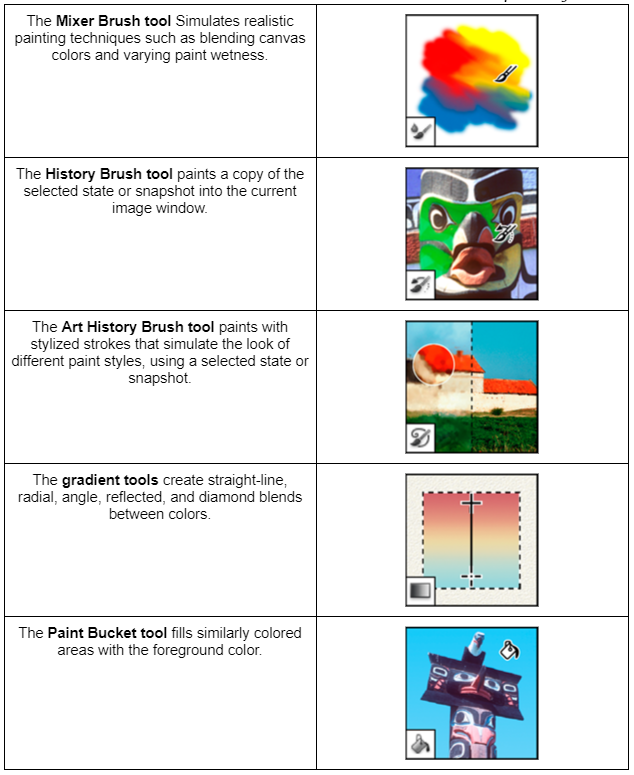 The Mixer Brush tool Simulates realistic
painting techniques such as blending canvas
colors and varying paint wetness.
The History Brush tool paints a copy of the
selected state or snapshot into the current
image window.
The Art History Brush tool paints with
stylized strokes that simulate the look of
different paint styles, using a selected state or
snapshot.
The gradient tools create straight-line,
radial, angle, reflected, and diamond blends
between colors.
The Paint Bucket tool fills similarly colored
areas with the foreground color.